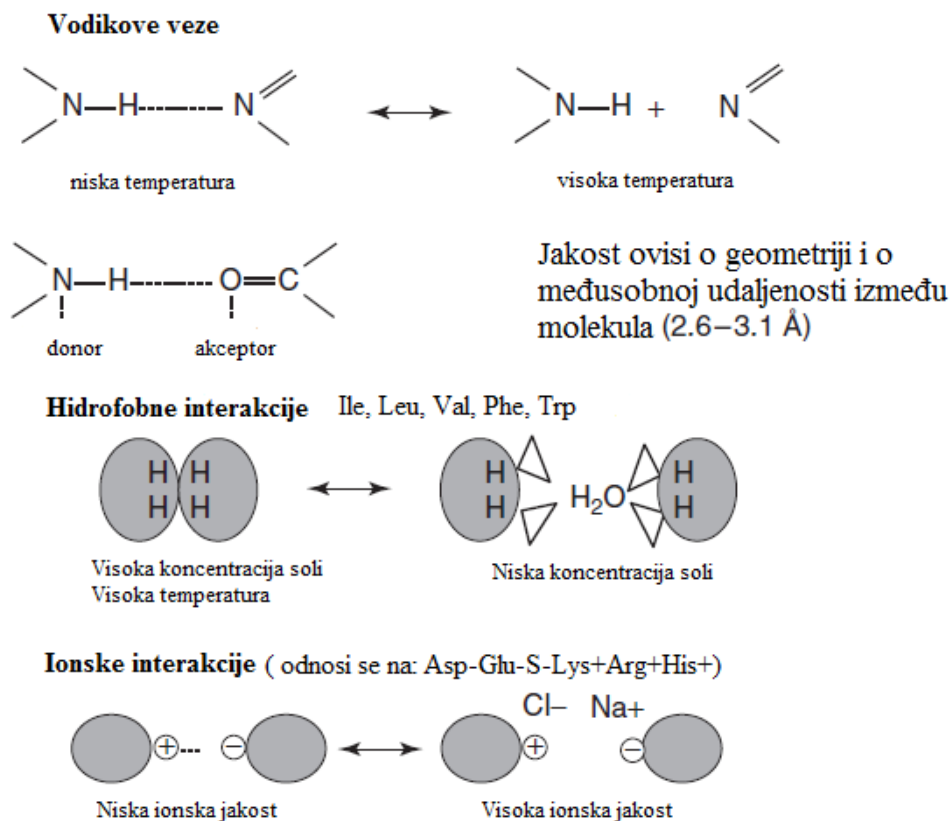 Vodikove veze
N—H N
N—H + N
niska temperatura
visoka temperatura
N—H O=C
donor
akceptor
Jakost ovisi o geometriji i o
međusobnoj udaljenosti između
molekula (2.6–3.1 Å)
Hidrofobne interakcije Ile, Leu, Val, Phe, Trp
H H
H H
H
H
H₂O
H
H
Visoka koncentracija soli
Visoka temperatura
Niska koncentracija soli
Ionske interakcije ( odnosi se na: Asp-Glu-S-Lys+Arg+His+)
Cl– Na+
+ −
+ −
Niska ionska jakost
Visoka ionska jakost